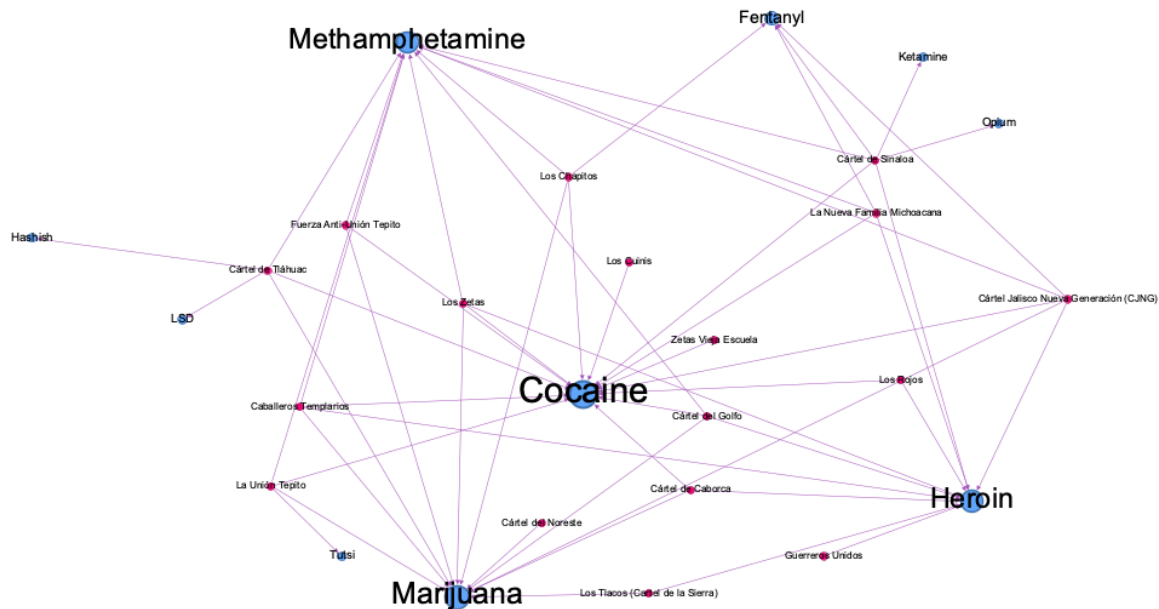 Fentanyl
Methamphetamine
Ketamine
Opium
Cártel de Sinaloa
Los Chapitos
La Nueva Familia Michoacana
Fuerza Anti-Unión Tepito
Hashish
Los Cuinis
Cártel de Tláhuac
Cártel Jalisco Nueva Generación (CJNG)
Los Zetas
LSD
Zetas Vieja Escuela
Los Rojos
Cocaine
Caballeros Templarios
Cártel del Golfo
La Unión Tepito
Cártel de Caborca
Heroin
Cártel del Noreste
Tutsi
Guerreros Unidos
Marijuana
Los Tlacos (Cartel de la Sierra)